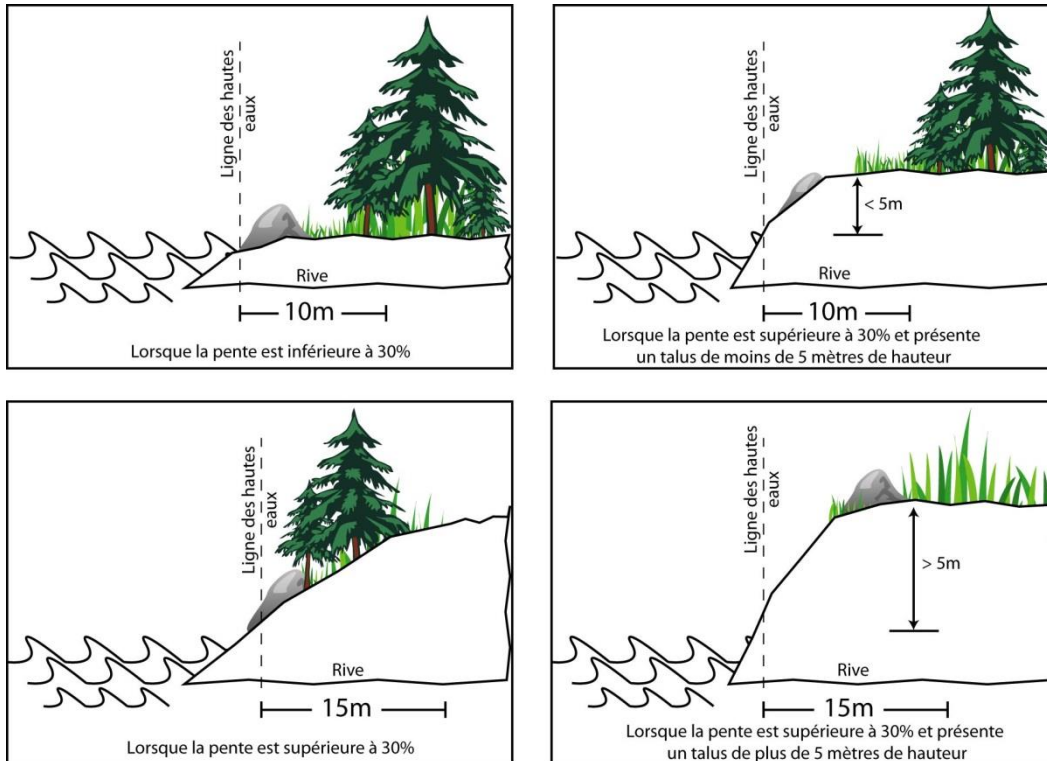 Ligne des hautes
eaux
Rive
10m
Lorsque la pente est inférieure à 30%
Ligne des hautes
eaux
< 5m
Rive
10m
Lorsque la pente est supérieure à 30% et présente
un talus de moins de 5 mètres de hauteur
Ligne des hautes
eaux
Rive
15m
Lorsque la pente est supérieure à 30%
Ligne des hautes
eaux
> 5m
Rive
15m
Lorsque la pente est supérieure à 30% et présente
un talus de plus de 5 mètres de hauteur